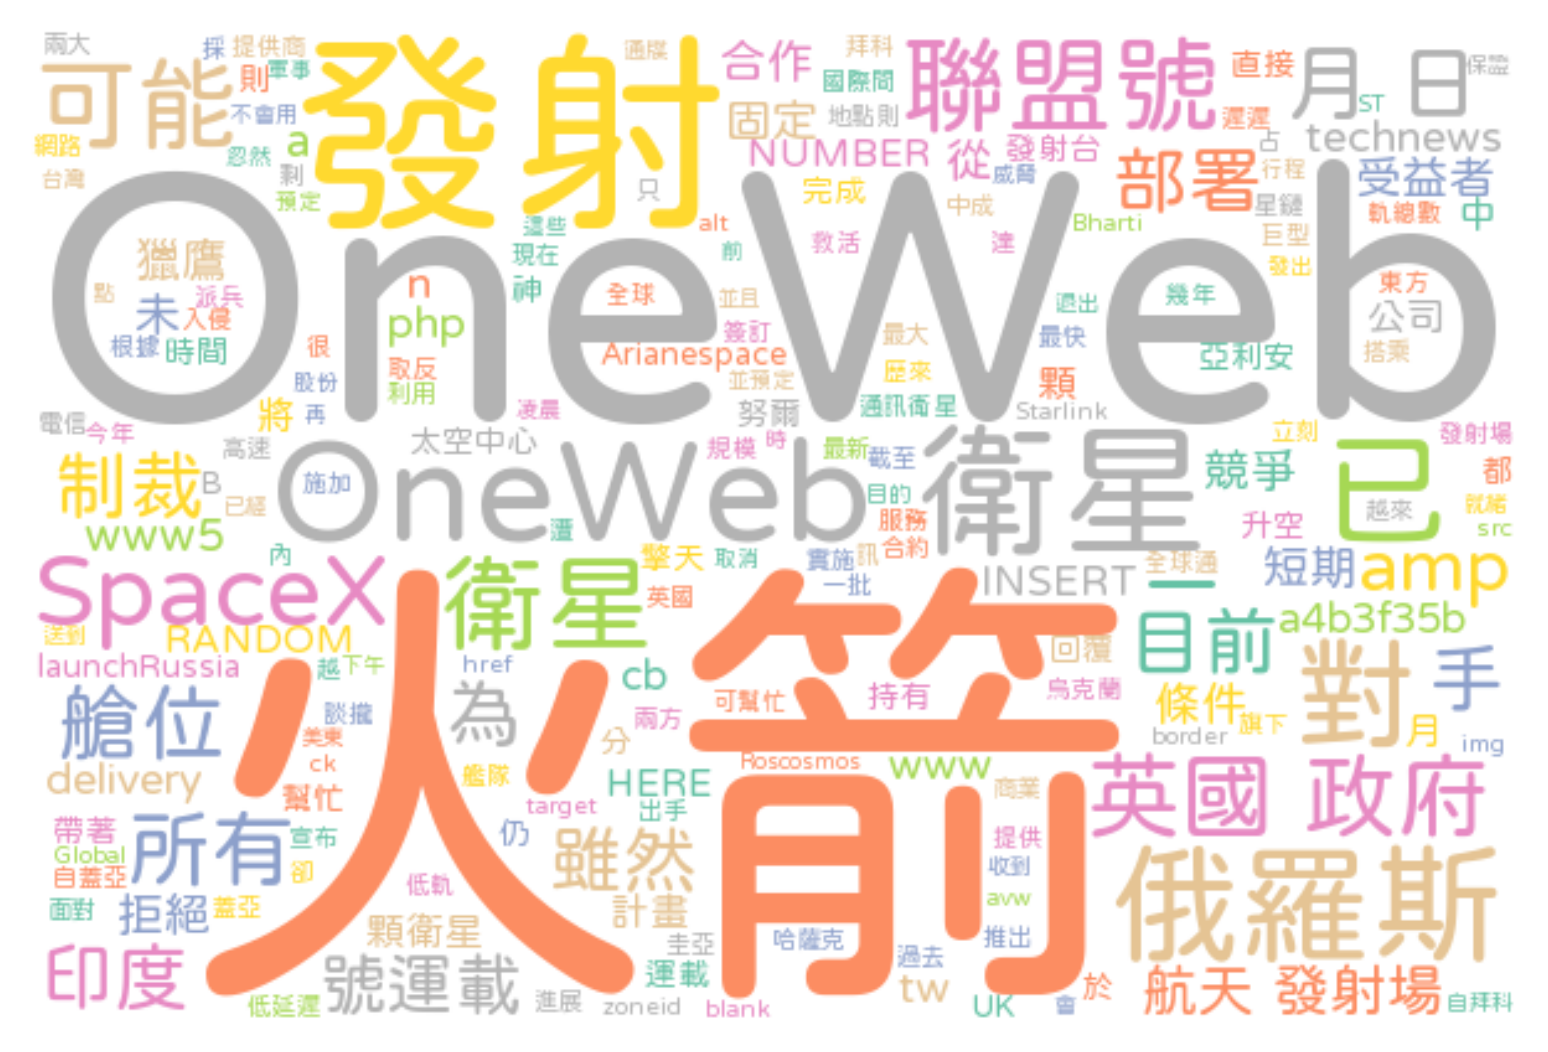 兩大 採 提供商 通牒 合作 拜科 聯盟號 直接 月 日 保證
可能 則 軍事 發射 國際間 ST
不會用 固定 地點則 遲遲 technews
網路 忽然 a NUMBER 從 發射台 占
台灣 剩 只 完成 威脅 部署 行程 受益者
預定 中成 星鏈 軌總數 中
OneWeb
這些 alt Bharti 巨型
獵鷹 現在 前 救活 達 發出 東方
點 派兵 n 神 全球 並且 退出 幾年
未 入侵 php 簽訂 最大 最快 公司
根據 時間 很 取反 Arianespace 亞利安 搭乘
股份 利用 並預定 歷來 顆
將 再 凌晨 努爾 通訊衛星 Starlink
電信 今年 太空中心 規模 時 最新 立刻 發射場
高速 OneWeb 衛星 截至 競爭 已 都
制裁 B 施加 目的 越來 就緒
已經 服務 升空 src
www5 內 擎天 取消 實施 訊 合約 全球通 短期 amp
SpaceX 衛星 英國 一批 INSERT 二
送到 RANDOM 目前 a4b3f35b
launchRussia 越 下午 href 回覆 對 手
火箭 cb 可幫忙 持有 烏克蘭
艙位 談攏 為 兩方 條件 旗下 月
美東 分 border img
delivery ck 艦隊 HERE Roscosmos www
幫忙 target 出手 商業 英國 政府
帶著 所有 宣布 仍 提供
Global 雖然 收到 俄羅斯
自蓋亞 卻 低軌
面對 拒絕 蓋亞 計畫 avw
顆衛星 圭亞 哈薩克 推出
印度 號運載 運載 過去 航天 發射場
低延遲 進展 zoneid blank tw UK 會 於 自拜科